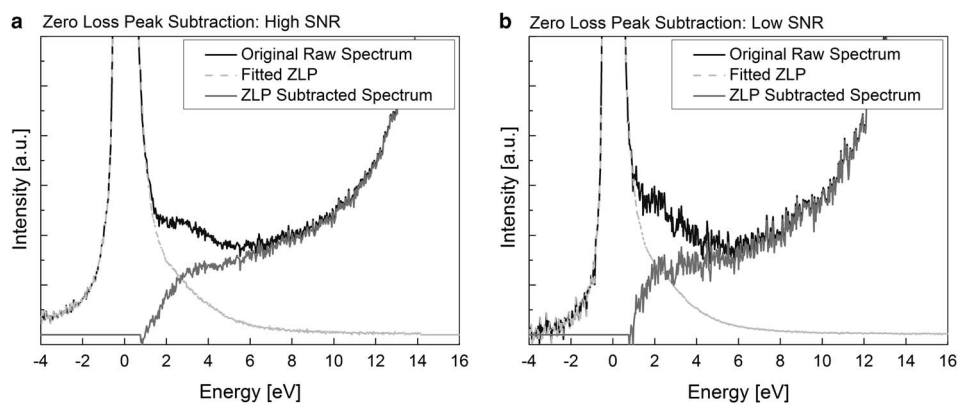 a Zero Loss Peak Subtraction: High SNR
Original Raw Spectrum
Fitted ZLP
ZLP Subtracted Spectrum
Intensity [a.u.]
-4 -2 0 2 4 6 8 10 12 14 16
Energy [eV]
b Zero Loss Peak Subtraction: Low SNR
Original Raw Spectrum
Fitted ZLP
ZLP Subtracted Spectrum
Intensity [a.u.]
-4 -2 0 2 4 6 8 10 12 14 16
Energy [eV]